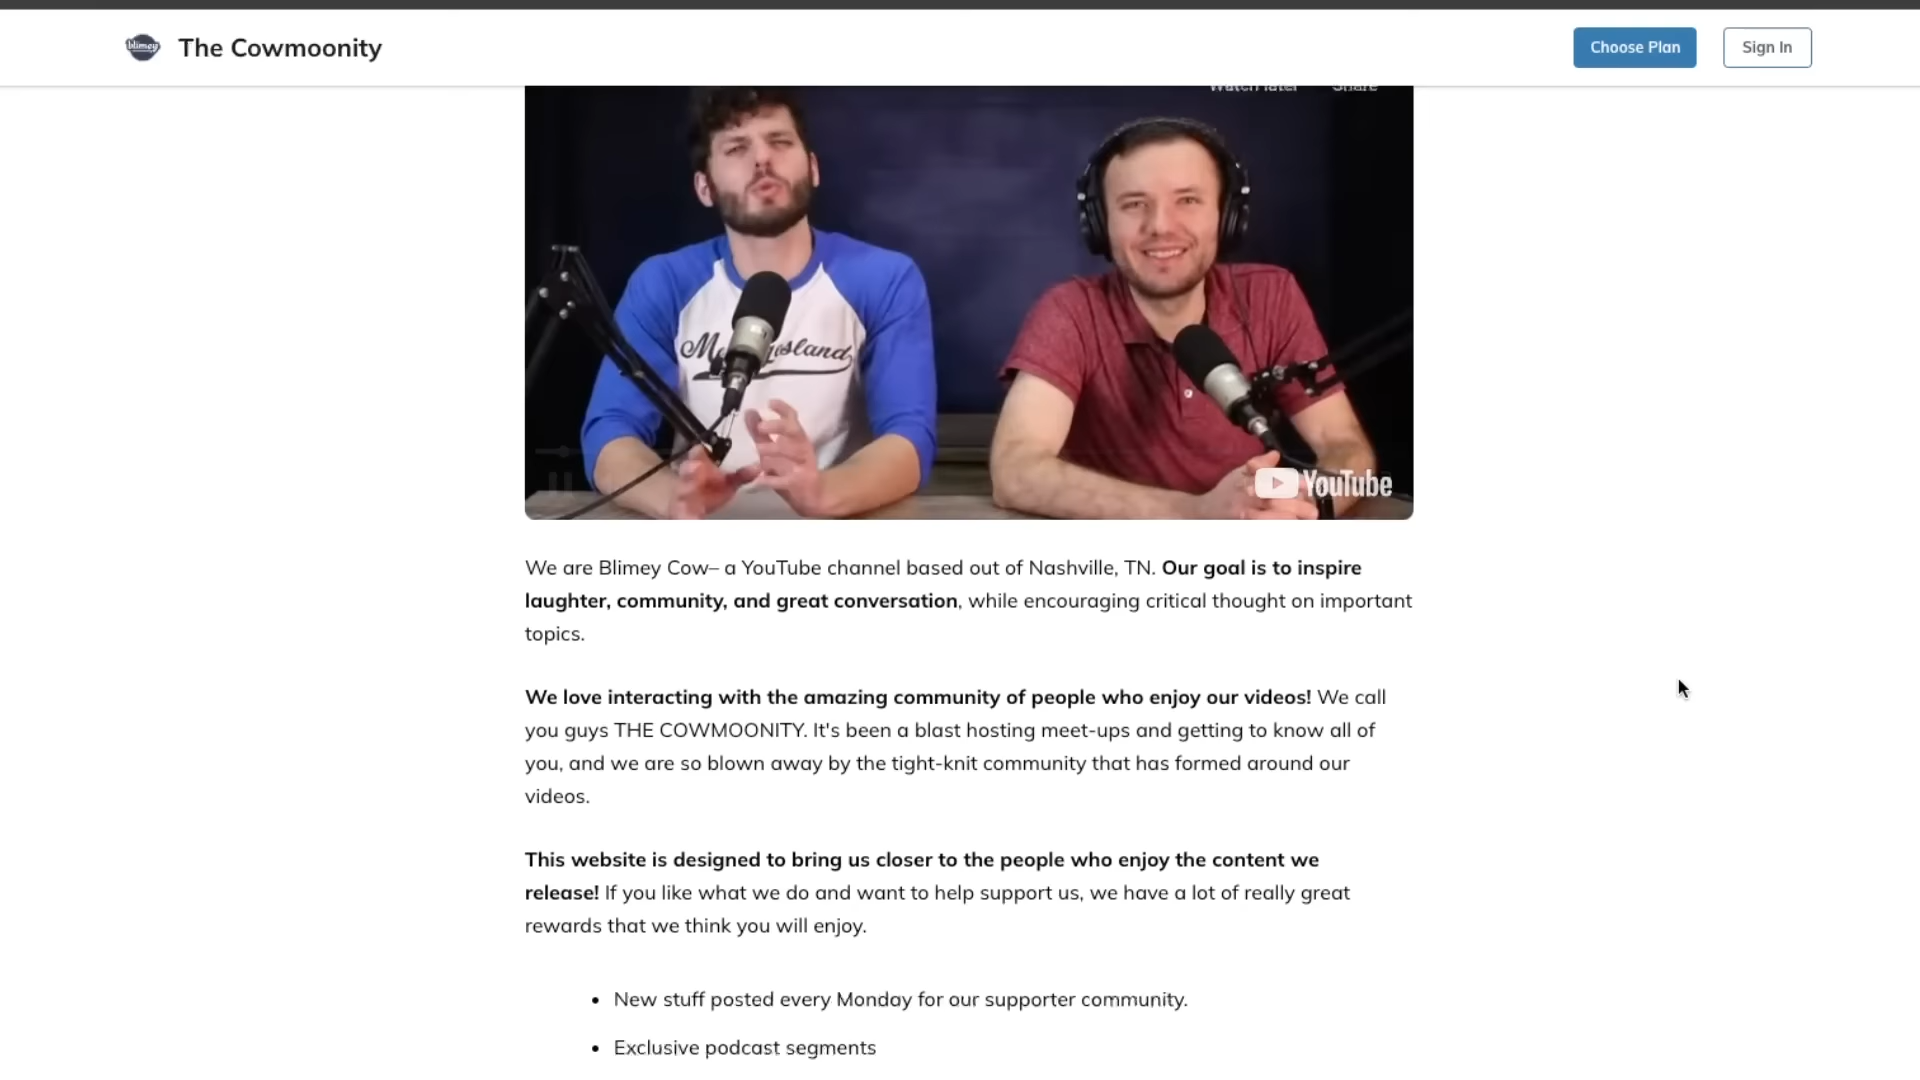 blimey
The Cowmoonity
Choose Plan
Sign In
Watch later
Share
YouTube
We are Blimey Cow– a YouTube channel based out of Nashville, TN. Our goal is to inspire
laughter, community, and great conversation, while encouraging critical thought on important
topics.
We love interacting with the amazing community of people who enjoy our videos! We call
you guys THE COWMOONITY. It's been a blast hosting meet-ups and getting to know all of
you, and we are so blown away by the tight-knit community that has formed around our
videos.
This website is designed to bring us closer to the people who enjoy the content we
release! If you like what we do and want to help support us, we have a lot of really great
rewards that we think you will enjoy.
• New stuff posted every Monday for our supporter community.
• Exclusive podcast segments